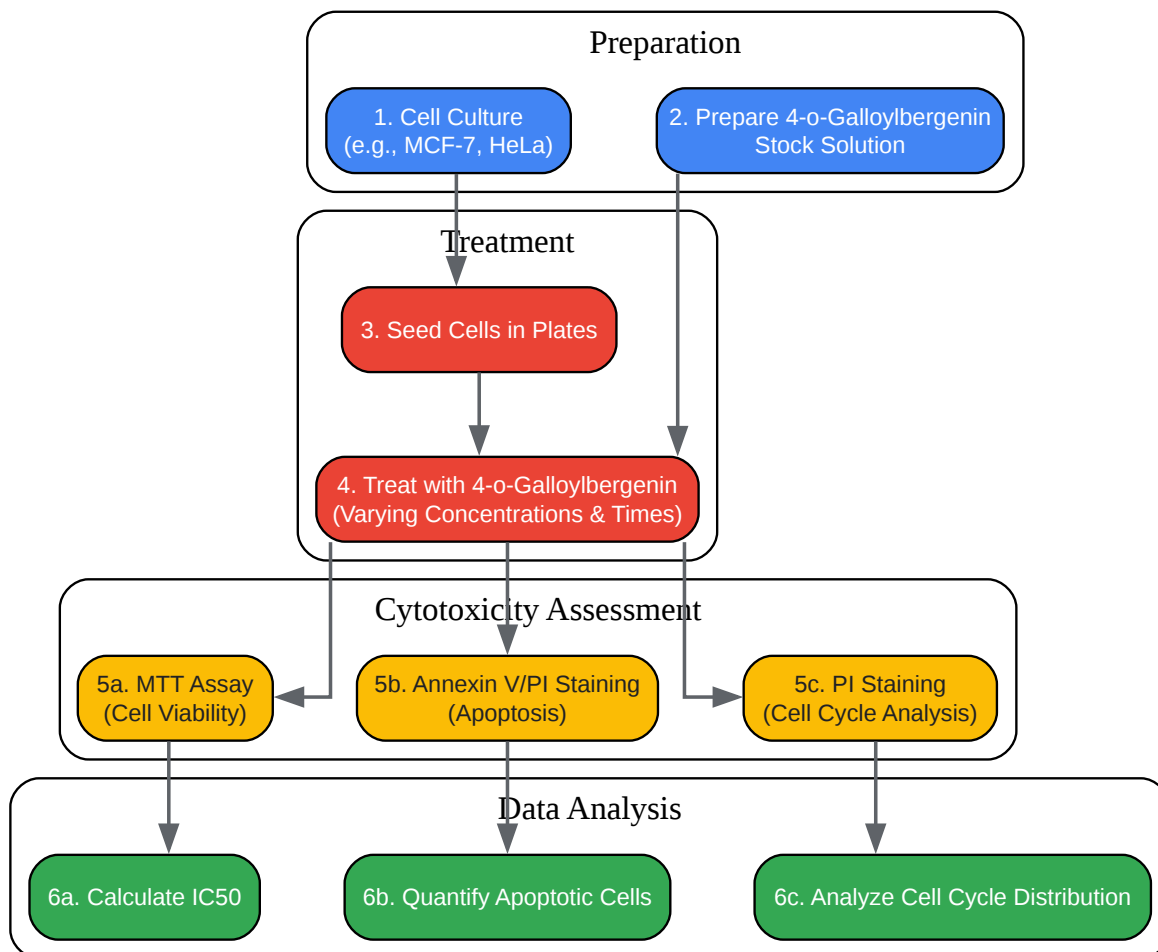 Preparation
1. Cell Culture
(e.g., MCF-7, HeLa)
2. Prepare 4-o-Galloylbergenin
Stock Solution
Treatment
3. Seed Cells in Plates
4. Treat with 4-o-Galloylbergenin
(Varying Concentrations & Times)
Cytotoxicity Assessment
5a. MTT Assay
(Cell Viability)
5b. Annexin V/PI Staining
(Apoptosis)
5c. PI Staining
(Cell Cycle Analysis)
Data Analysis
6a. Calculate IC50
6b. Quantify Apoptotic Cells
6c. Analyze Cell Cycle Distribution